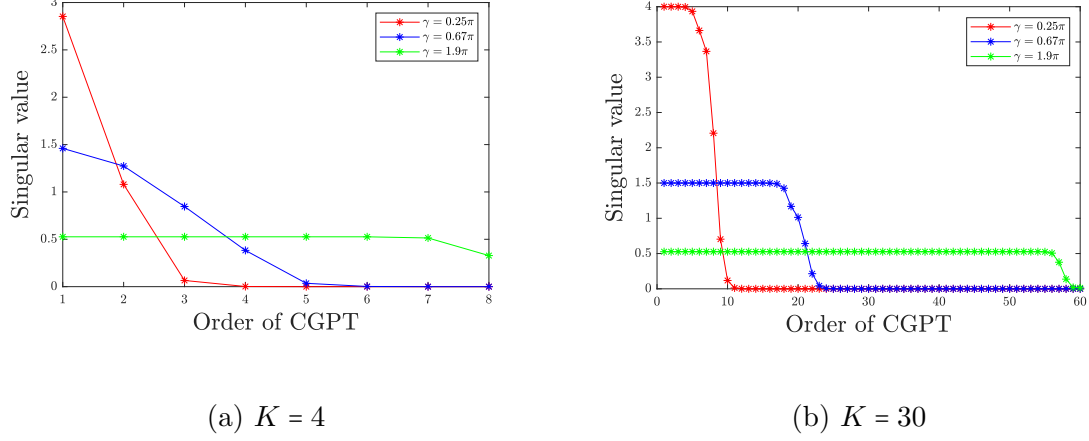 3
2.5
2
1.5
1
0.5
0
1 2 3 4 5 6 7 8
Singular value
Order of CGPT
γ = 0.25π
γ = 0.67π
γ = 1.9π
(a) K = 4
4
3.5
3
2.5
2
1.5
1
0.5
0
0 10 20 30 40 50 60
Singular value
Order of CGPT
γ = 0.25π
γ = 0.67π
γ = 1.9π
(b) K = 30